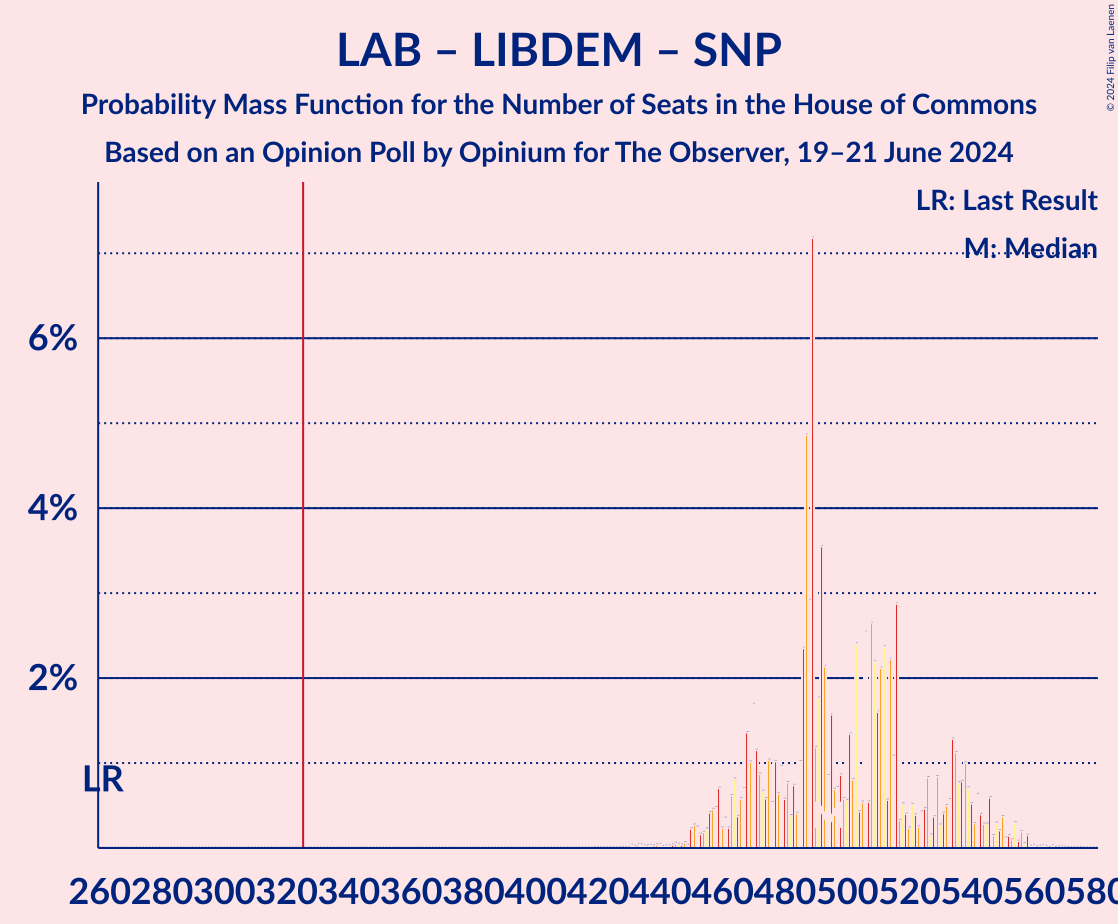 LAB – LIBDEM – SNP
Probability Mass Function for the Number of Seats in the House of Commons
Based on an Opinion Poll by Opinium for The Observer, 19–21 June 2024
© 2024 Filip van Laenen
LR: Last Result
M: Median
6%
4%
2%
LR
260 280 300 320 340 360 380 400 420 440 460 480 500 520 540 560 580